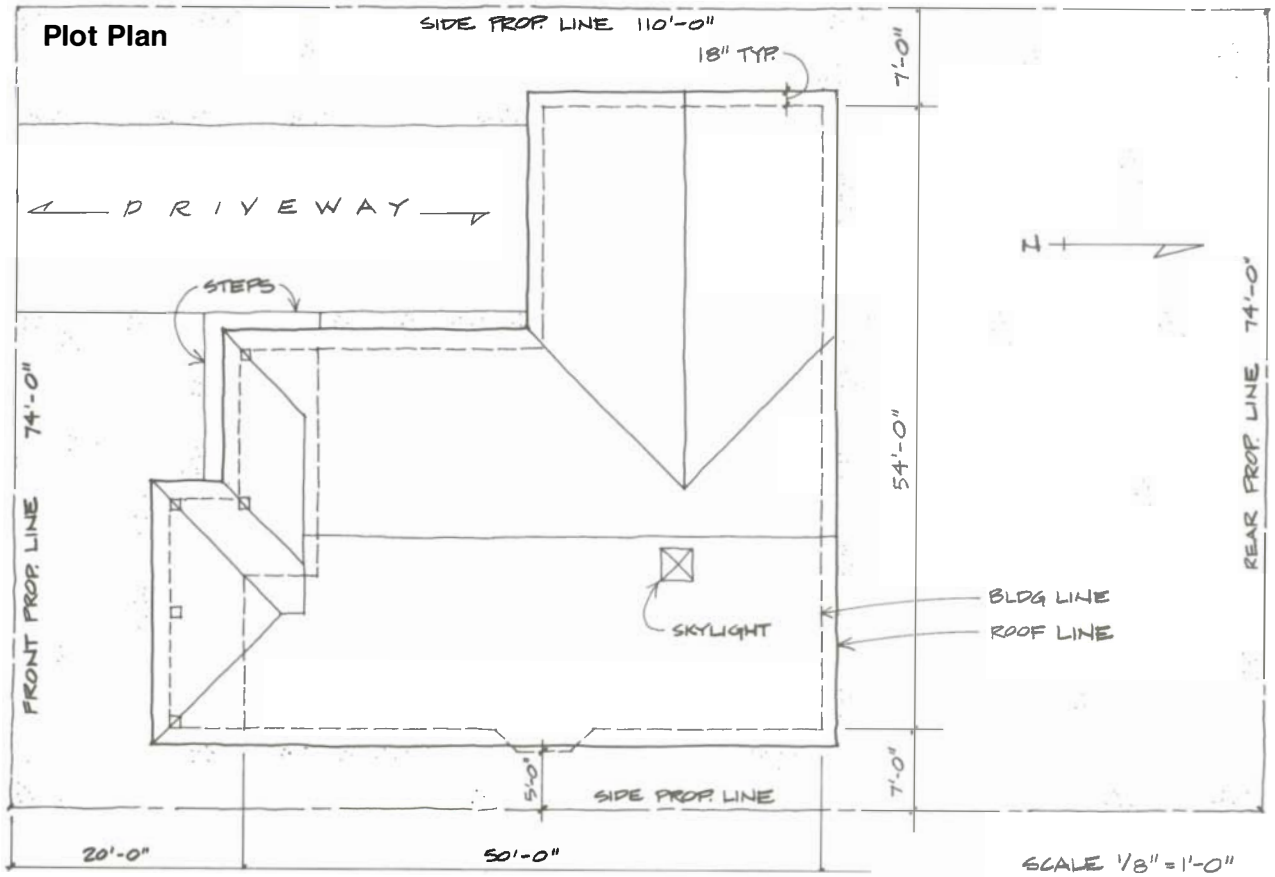 Plot Plan
SIDE PROP. LINE 110'-0"
18" TYP.
7'-0"
DRIVEWAY
N
STEPS
FRONT PROP. LINE 74'-0"
54'-0"
REAR PROP. LINE 74'-0"
BLDG LINE
SKYLIGHT
ROOF LINE
5'-0"
7'-0"
SIDE PROP. LINE
20'-0"
50'-0"
SCALE 1/8" = 1'-0"